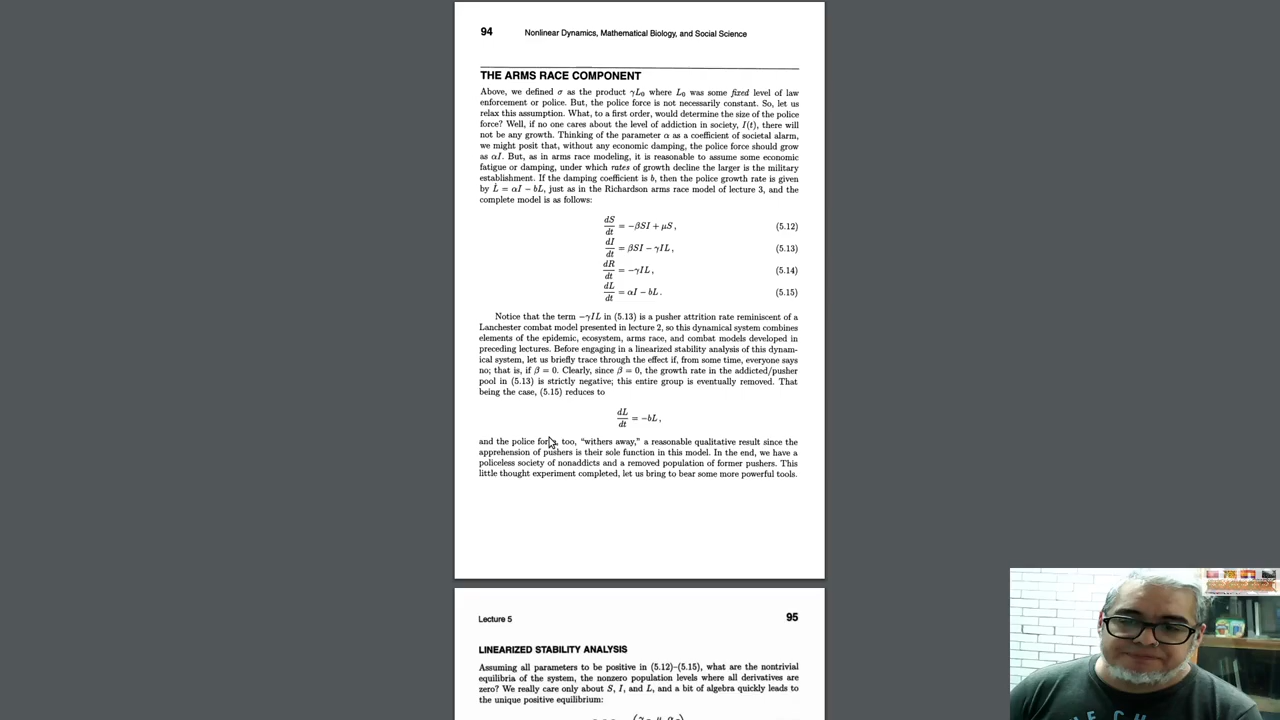 94 Nonlinear Dynamics, Mathematical Biology, and Social Science
THE ARMS RACE COMPONENT
Above, we defined σ as the product γL₀ where L₀ was some fixed level of law
enforcement or police. But, the police force is not necessarily constant. So, let us
relax this assumption. What, to a first order, would determine the size of the police
force? Well, if no one cares about the level of addiction in society, I(t), there will
not be any growth. Thinking of the parameter α as a coefficient of societal alarm,
we might posit that, without any economic damping, the police force should grow
as αI. But, as in arms race modeling, it is reasonable to assume some economic
fatigue or damping, under which rates of growth decline the larger is the military
establishment. If the damping coefficient is b, then the police growth rate is given
by L̇ = αI − bL, just as in the Richardson arms race model of lecture 3, and the
complete model is as follows:
dS/dt = −βSI + μS, (5.12)
dI/dt = βSI − γIL, (5.13)
dR/dt = −γIL, (5.14)
dL/dt = αI − bL. (5.15)
Notice that the term −γIL in (5.13) is a pusher attrition rate reminiscent of a
Lanchester combat model presented in lecture 2, so this dynamical system combines
elements of the epidemic, ecosystem, arms race, and combat models developed in
preceding lectures. Before engaging in a linearized stability analysis of this dynam-
ical system, let us briefly trace through the effect if, from some time, everyone says
no; that is, if β = 0. Clearly, since β = 0, the growth rate in the addicted/pusher
pool in (5.13) is strictly negative; this entire group is eventually removed. That
being the case, (5.15) reduces to
dL/dt = −bL,
and the police force, too, “withers away,” a reasonable qualitative result since the
apprehension of pushers is their sole function in this model. In the end, we have a
policeless society of nonaddicts and a removed population of former pushers. This
little thought experiment completed, let us bring to bear some more powerful tools.
Lecture 5 95
LINEARIZED STABILITY ANALYSIS
Assuming all parameters to be positive in (5.12)–(5.15), what are the nontrivial
equilibria of the system, the nonzero population levels where all derivatives are
zero? We really care only about S, I, and L, and a bit of algebra quickly leads to
the unique positive equilibrium: